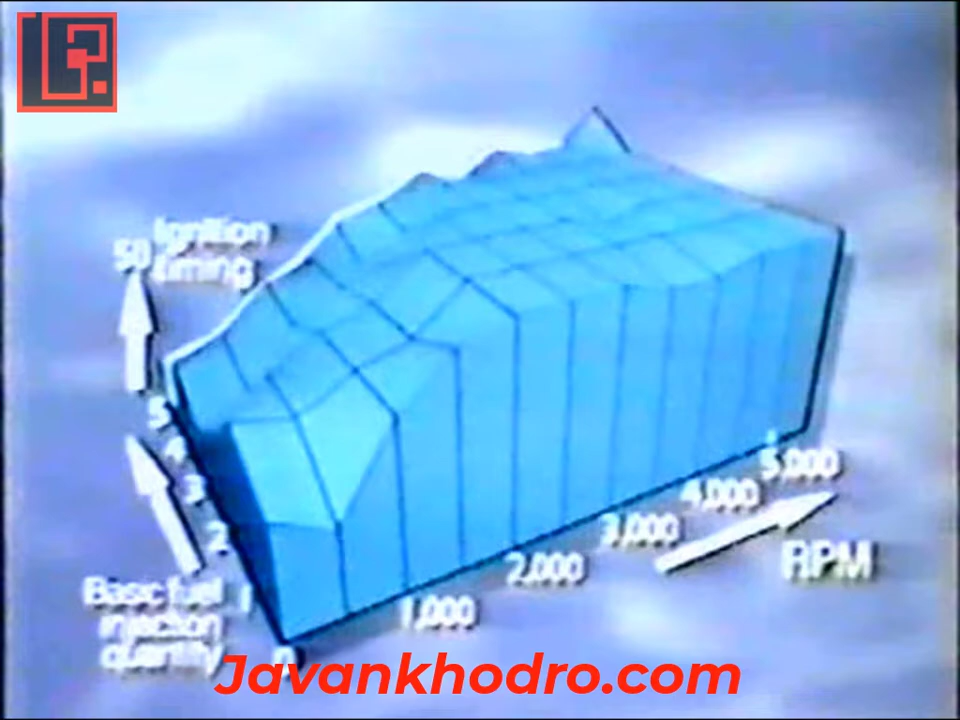 Ignition
50 timing
5
4
3
2
1
0
Basic fuel
injection
quantity
1,000
2,000
3,000
4,000
5,000
RPM
Javankhodro.com